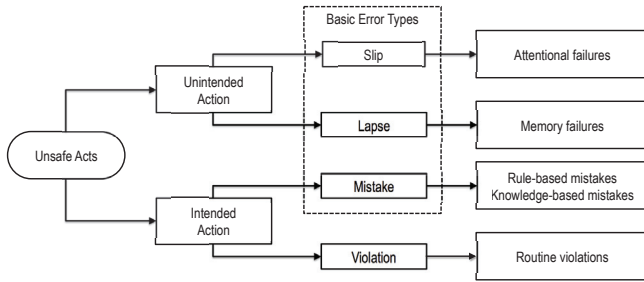 Basic Error Types
Slip
Attentional failures
Unintended
Action
Lapse
Memory failures
Unsafe Acts
Mistake
Rule-based mistakes
Knowledge-based mistakes
Intended
Action
Violation
Routine violations